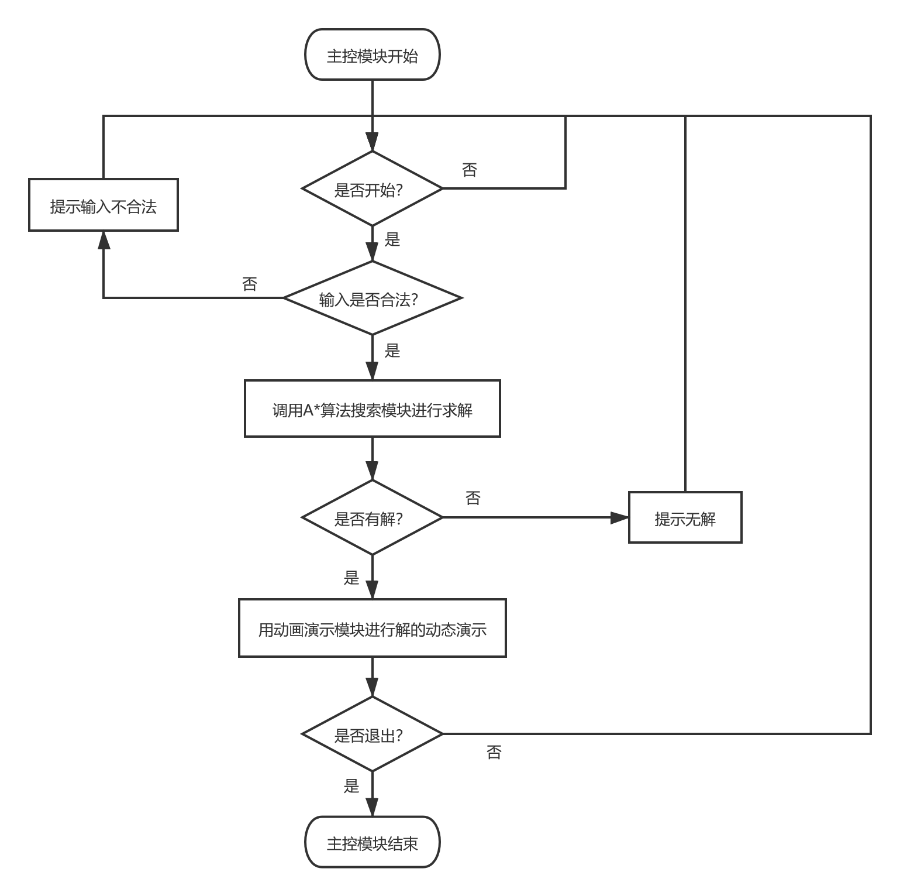 主控模块开始
是否开始?
否
提示输入不合法
是
否
输入是否合法?
是
调用A*算法搜索模块进行求解
否
是否有解?
提示无解
是
用动画演示模块进行解的动态演示
是否退出?
否
是
主控模块结束